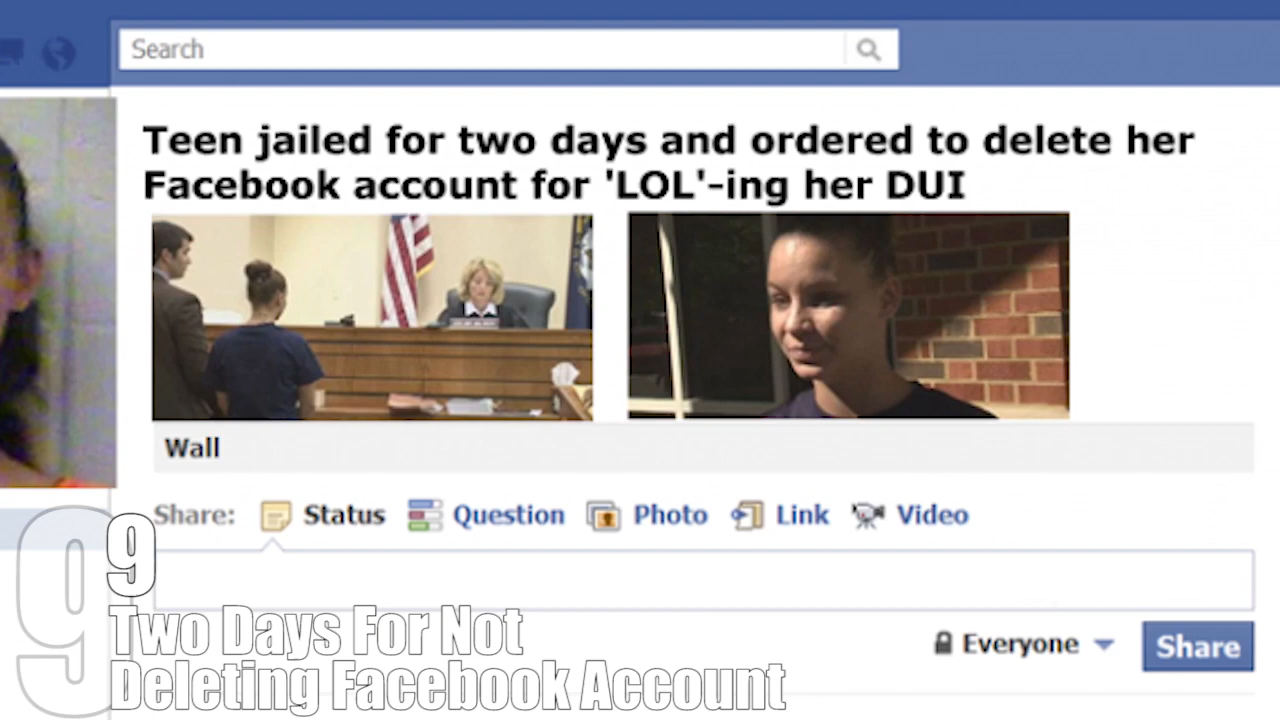 Search
Teen jailed for two days and ordered to delete her
Facebook account for 'LOL'-ing her DUI
Wall
Share: Status Question Photo Link Video
9
9
Two Days For Not
Deleting Facebook Account
Everyone Share